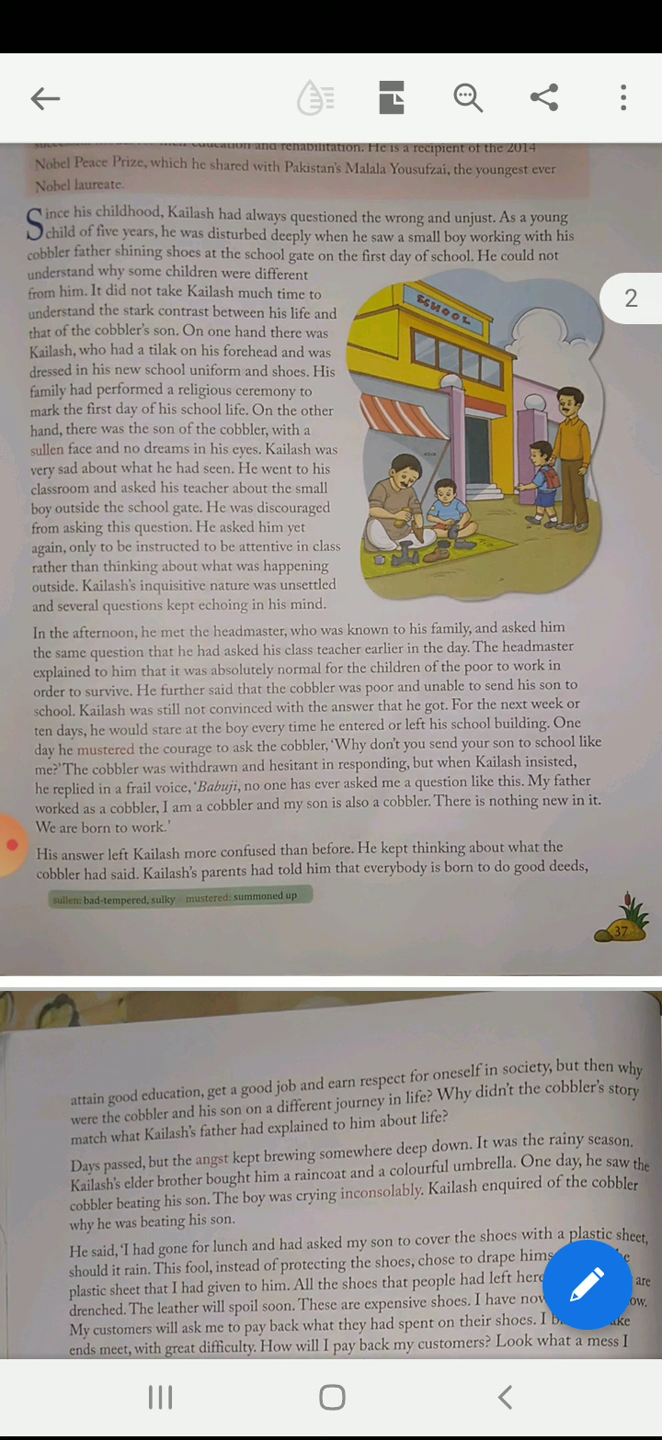 2
Nobel Peace Prize, which he shared with Pakistan's Malala Yousufzai, the youngest ever
Nobel laureate.
Since his childhood, Kailash had always questioned the wrong and unjust. As a young
child of five years, he was disturbed deeply when he saw a small boy working with his
cobbler father shining shoes at the school gate on the first day of school. He could not
understand why some children were different
from him. It did not take Kailash much time to
understand the stark contrast between his life and
that of the cobbler's son. On one hand there was
Kailash, who had a tilak on his forehead and was
dressed in his new school uniform and shoes. His
family had performed a religious ceremony to
mark the first day of his school life. On the other
hand, there was the son of the cobbler, with a
sullen face and no dreams in his eyes. Kailash was
very sad about what he had seen. He went to his
classroom and asked his teacher about the small
boy outside the school gate. He was discouraged
from asking this question. He asked him yet
again, only to be instructed to be attentive in class
rather than thinking about what was happening
outside. Kailash's inquisitive nature was unsettled
and several questions kept echoing in his mind.
SCHOOL
In the afternoon, he met the headmaster, who was known to his family, and asked him
the same question that he had asked his class teacher earlier in the day. The headmaster
explained to him that it was absolutely normal for the children of the poor to work in
order to survive. He further said that the cobbler was poor and unable to send his son to
school. Kailash was still not convinced with the answer that he got. For the next week or
ten days, he would stare at the boy every time he entered or left his school building. One
day he mustered the courage to ask the cobbler, 'Why don't you send your son to school like
me?' The cobbler was withdrawn and hesitant in responding, but when Kailash insisted,
he replied in a frail voice, 'Babuji, no one has ever asked me a question like this. My father
worked as a cobbler, I am a cobbler and my son is also a cobbler. There is nothing new in it.
We are born to work.'
His answer left Kailash more confused than before. He kept thinking about what the
cobbler had said. Kailash's parents had told him that everybody is born to do good deeds,
sullen: bad-tempered, sulky mustered: summoned up
37
attain good education, get a good job and earn respect for oneself in society, but then why
were the cobbler and his son on a different journey in life? Why didn't the cobbler's story
match what Kailash's father had explained to him about life?
Days passed, but the angst kept brewing somewhere deep down. It was the rainy season.
Kailash's elder brother bought him a raincoat and a colourful umbrella. One day, he saw the
cobbler beating his son. The boy was crying inconsolably. Kailash enquired of the cobbler
why he was beating his son.
He said, 'I had gone for lunch and had asked my son to cover the shoes with a plastic sheet,
should it rain. This fool, instead of protecting the shoes, chose to drape
plastic sheet that I had given to him. All the shoes that people had left here are
drenched. The leather will spoil soon. These are expensive shoes. I have
My customers will ask me to pay back what they had spent on their shoes. I
ends meet, with great difficulty. How will I pay back my customers? Look what a mess I